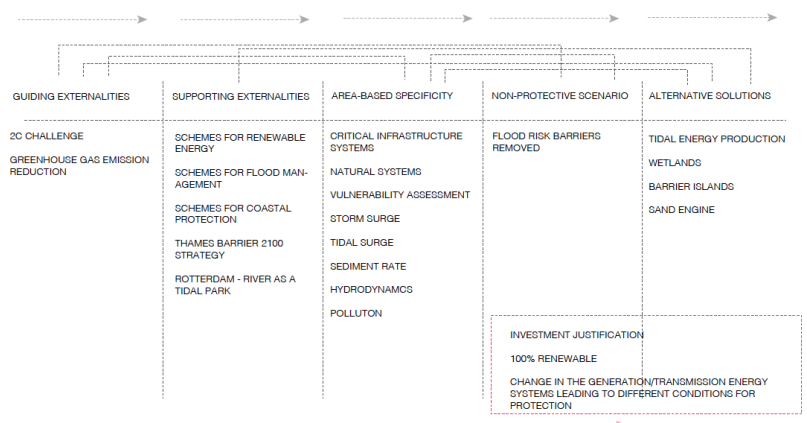 GUIDING EXTERNALITIES
SUPPORTING EXTERNALITIES
AREA-BASED SPECIFICITY
NON-PROTECTIVE SCENARIO
ALTERNATIVE SOLUTIONS
2C CHALLENGE
GREENHOUSE GAS EMISSION
REDUCTION
SCHEMES FOR RENEWABLE
ENERGY
SCHEMES FOR FLOOD MAN-
AGEMENT
SCHEMES FOR COASTAL
PROTECTION
THAMES BARRIER 2100
STRATEGY
ROTTERDAM - RIVER AS A
TIDAL PARK
CRITICAL INFRASTRUCTURE
SYSTEMS
NATURAL SYSTEMS
VULNERABILITY ASSESSMENT
STORM SURGE
TIDAL SURGE
SEDIMENT RATE
HYDRODYNAMCS
POLLUTON
FLOOD RISK BARRIERS
REMOVED
TIDAL ENERGY PRODUCTION
WETLANDS
BARRIER ISLANDS
SAND ENGINE
INVESTMENT JUSTIFICATION
100% RENEWABLE
CHANGE IN THE GENERATION/TRANSMISSION ENERGY
SYSTEMS LEADING TO DIFFERENT CONDITIONS FOR
PROTECTION